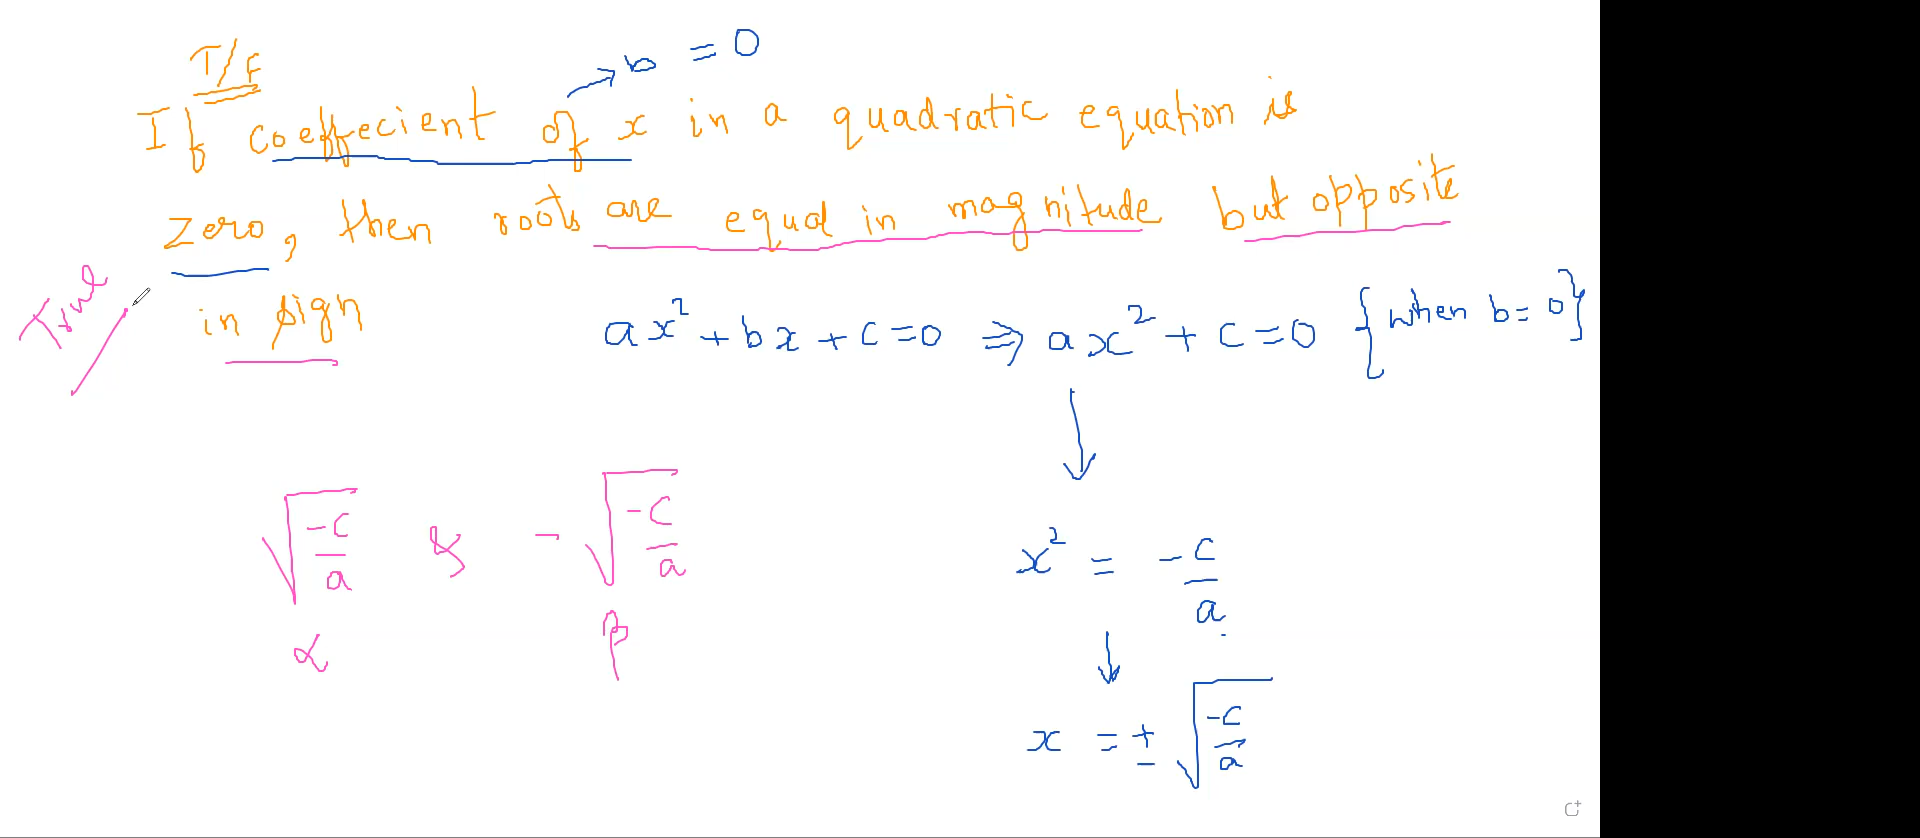 T/F
→ b = 0
If coeffecient of x in a quadratic equation is
zero, then roots are equal in magnitude but opposite
in sign
True
ax² + bx + c = 0 ⇒ ax² + c = 0 {when b = 0}
↓
x² = -c/a
↓
x = ± √(-c/a)
√(-c/a) & - √(-c/a)
α β